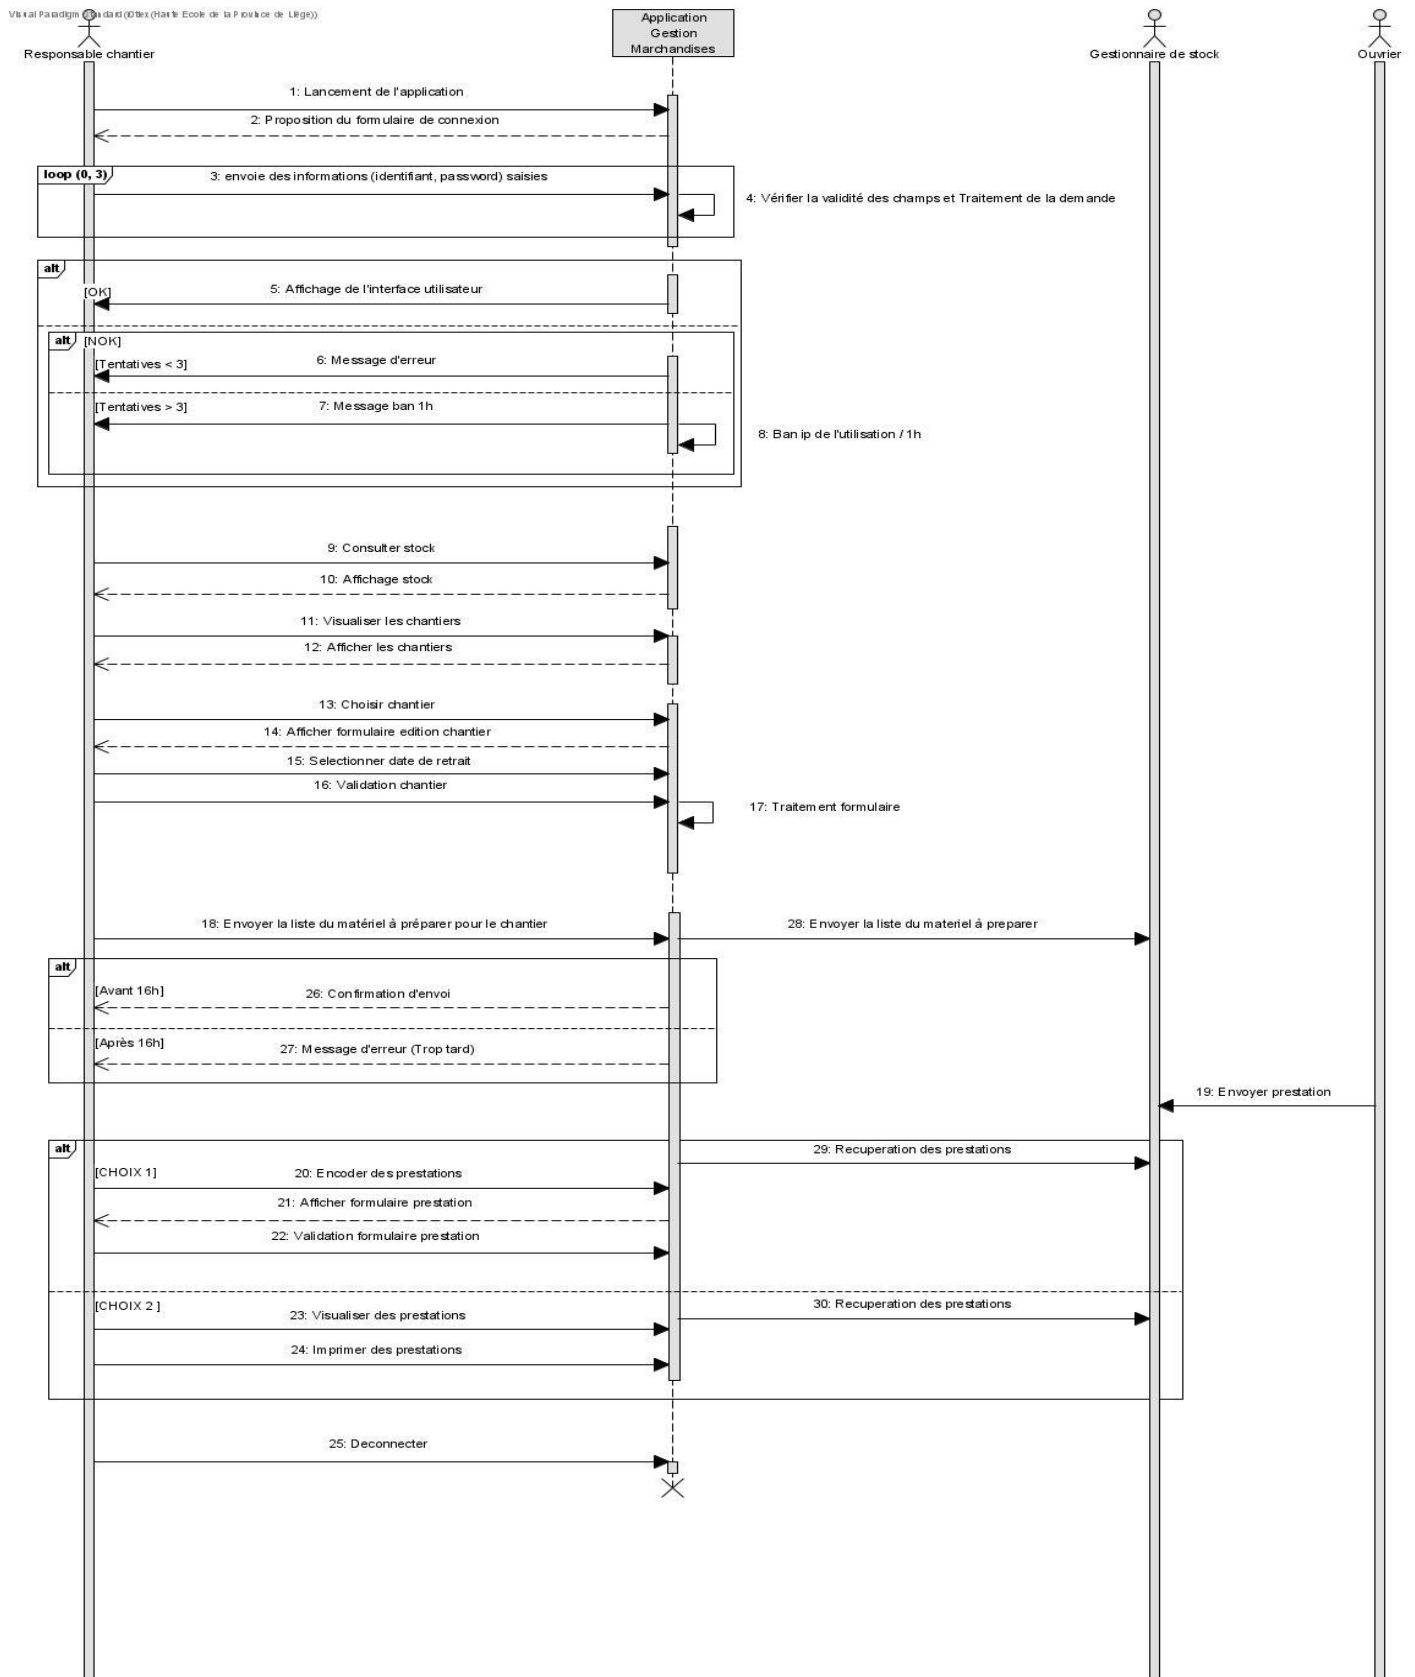 Visual Paradigm Standard (iOttex (Haute Ecole de la Province de Liège))
Responsable chantier
Application
Gestion
Marchandises
Gestionnaire de stock
Ouvrier
1: Lancement de l'application
2: Proposition du formulaire de connexion
loop (0, 3)
3: envoie des informations (identifiant, password) saisies
4: Vérifier la validité des champs et Traitement de la demande
alt
[OK]
5: Affichage de l'interface utilisateur
alt
[NOK]
[Tentatives < 3]
6: Message d'erreur
[Tentatives > 3]
7: Message ban 1h
8: Ban ip de l'utilisation / 1h
9: Consulter stock
10: Affichage stock
11: Visualiser les chantiers
12: Afficher les chantiers
13: Choisir chantier
14: Afficher formulaire edition chantier
15: Selectionner date de retrait
16: Validation chantier
17: Traitement formulaire
18: Envoyer la liste du matériel à préparer pour le chantier
28: Envoyer la liste du materiel à preparer
alt
[Avant 16h]
26: Confirmation d'envoi
[Après 16h]
27: Message d'erreur (Trop tard)
19: Envoyer prestation
alt
29: Recuperation des prestations
[CHOIX 1]
20: Encoder des prestations
21: Afficher formulaire prestation
22: Validation formulaire prestation
[CHOIX 2 ]
30: Recuperation des prestations
23: Visualiser des prestations
24: Imprimer des prestations
25: Deconnecter